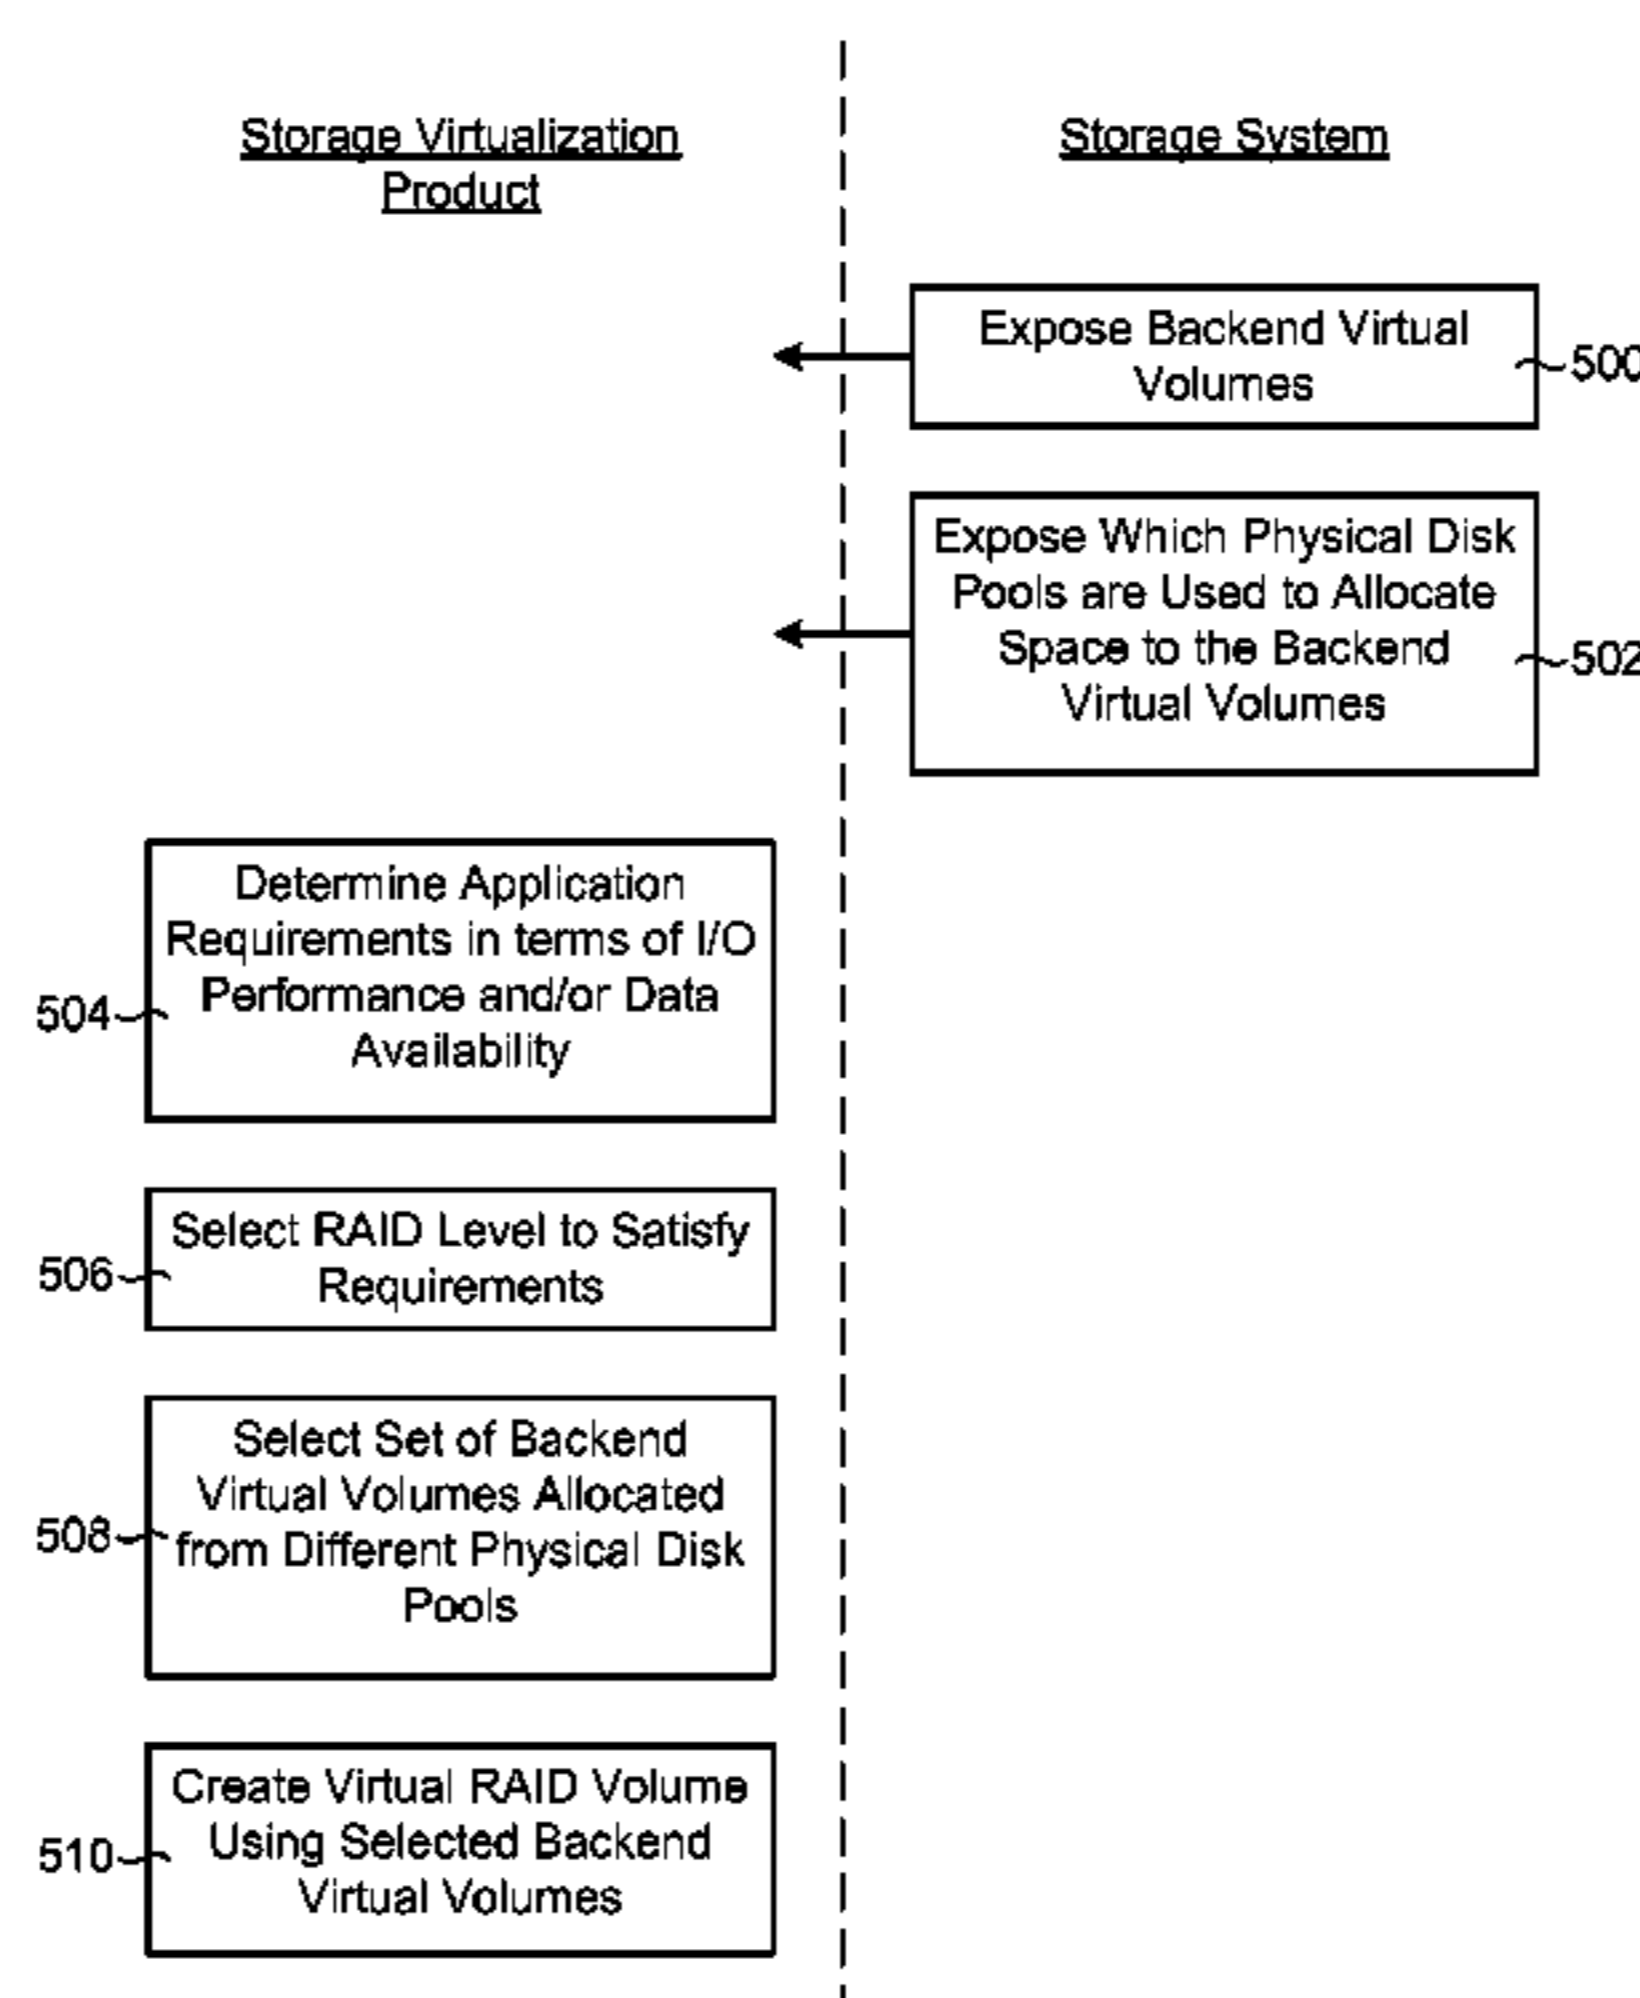 Storage Virtualization
Product
Storage System
Expose Backend Virtual
Volumes
500
Expose Which Physical Disk
Pools are Used to Allocate
Space to the Backend
Virtual Volumes
502
Determine Application
Requirements in terms of I/O
Performance and/or Data
Availability
504
Select RAID Level to Satisfy
Requirements
506
Select Set of Backend
Virtual Volumes Allocated
from Different Physical Disk
Pools
508
Create Virtual RAID Volume
Using Selected Backend
Virtual Volumes
510